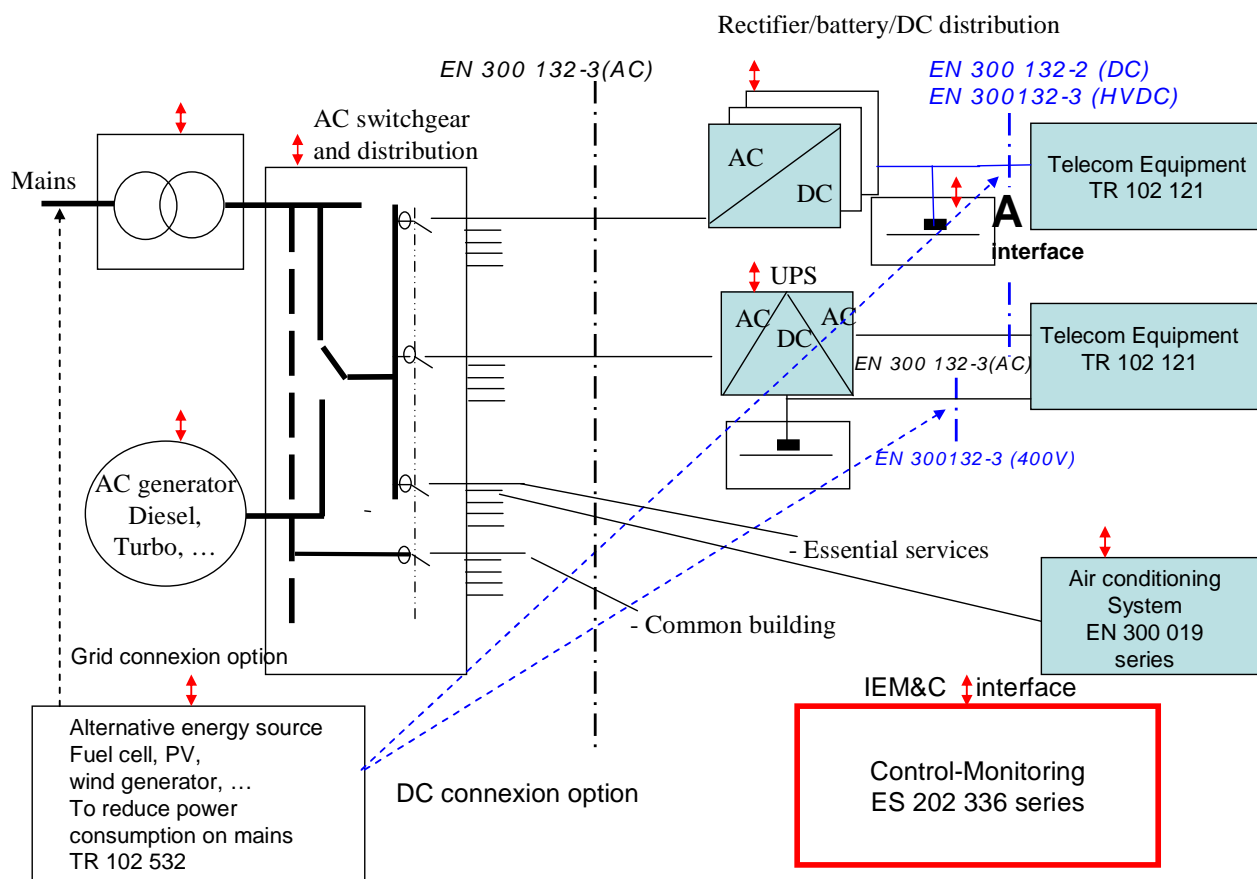 Rectifier/battery/DC distribution
EN 300 132-3(AC)
EN 300 132-2 (DC)
EN 300132-3 (HVDC)
AC switchgear
and distribution
Mains
AC
DC
Telecom Equipment
TR 102 121
A
interface
UPS
AC
DC
AC
EN 300 132-3(AC)
Telecom Equipment
TR 102 121
EN 300132-3 (400V)
AC generator
Diesel,
Turbo, …
- Essential services
- Common building
Air conditioning
System
EN 300 019
series
Grid connexion option
IEM&C interface
Alternative energy source
Fuel cell, PV,
wind generator, …
To reduce power
consumption on mains
TR 102 532
DC connexion option
Control-Monitoring
ES 202 336 series